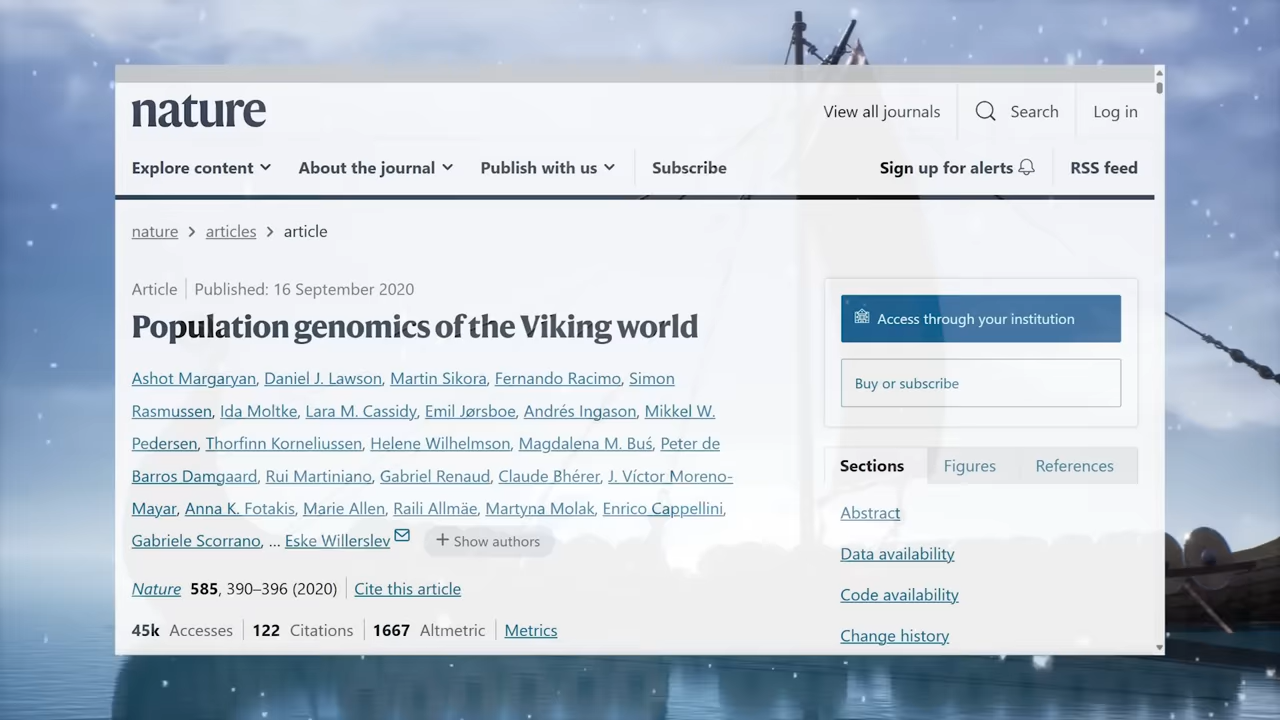 nature
View all journals Search Log in
Explore content About the journal Publish with us Subscribe Sign up for alerts RSS feed
nature > articles > article
Article | Published: 16 September 2020
Population genomics of the Viking world
Ashot Margaryan, Daniel J. Lawson, Martin Sikora, Fernando Racimo, Simon
Rasmussen, Ida Moltke, Lara M. Cassidy, Emil Jørsboe, Andrés Ingason, Mikkel W.
Pedersen, Thorfinn Korneliussen, Helene Wilhelmson, Magdalena M. Buś, Peter de
Barros Damgaard, Rui Martiniano, Gabriel Renaud, Claude Bhérer, J. Víctor Moreno-
Mayar, Anna K. Fotakis, Marie Allen, Raili Allmäe, Martyna Molak, Enrico Cappellini,
Gabriele Scorrano, ... Eske Willerslev + Show authors
Nature 585, 390–396 (2020) | Cite this article
45k Accesses | 122 Citations | 1667 Altmetric | Metrics
Access through your institution
Buy or subscribe
Sections Figures References
Abstract
Data availability
Code availability
Change history